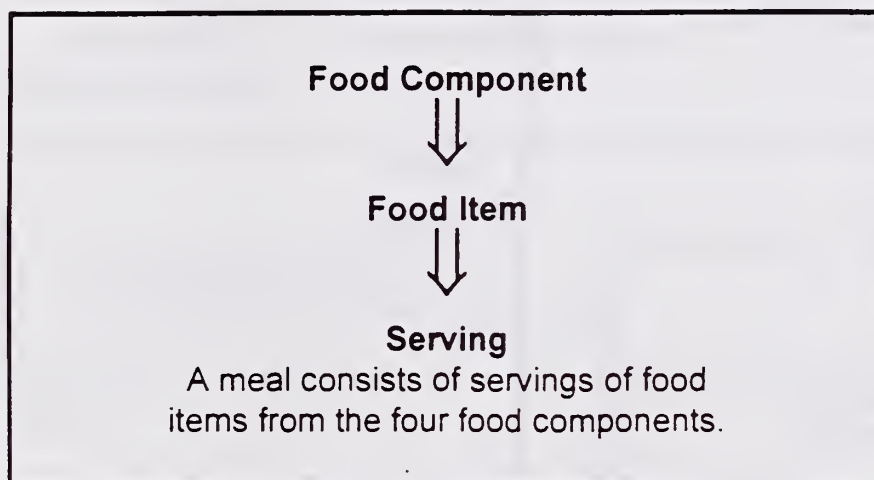 Food Component
Food Item
Serving
A meal consists of servings of food
items from the four food components.